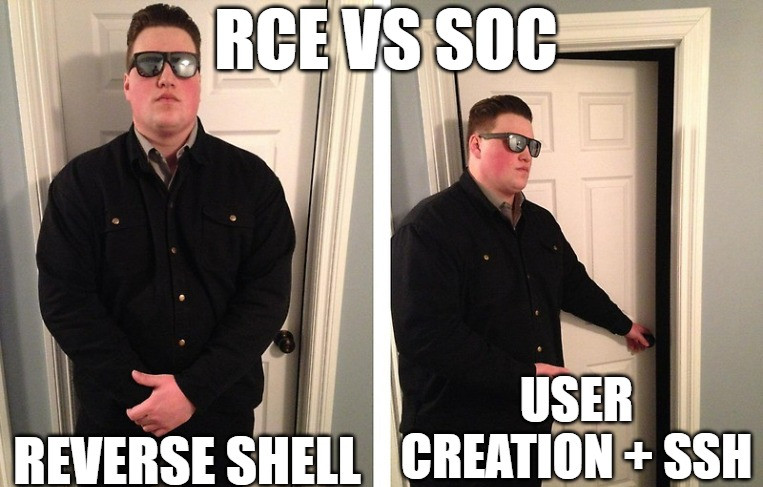 RCE VS SOC
REVERSE SHELL
USER
CREATION + SSH